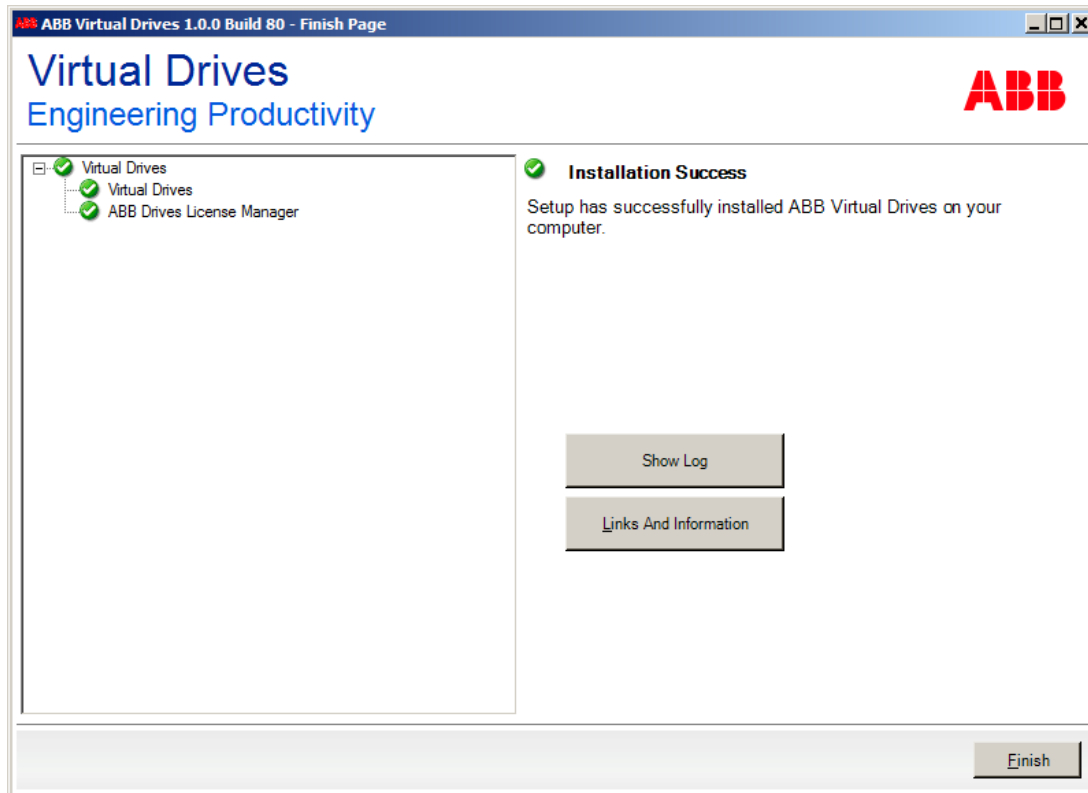 ABB Virtual Drives 1.0.0 Build 80 - Finish Page
Virtual Drives
Engineering Productivity
ABB
Virtual Drives
Virtual Drives
ABB Drives License Manager
Installation Success
Setup has successfully installed ABB Virtual Drives on your
computer.
Show Log
Links And Information
Finish